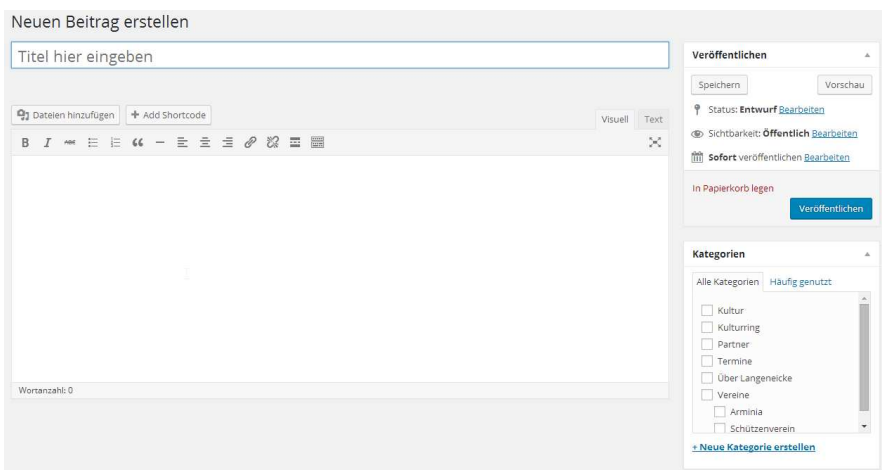 Neuen Beitrag erstellen
Titel hier eingeben
Dateien hinzufügen
Add Shortcode
Visuell
Text
B I ABE
Wortanzahl: 0
Veröffentlichen
Speichern
Vorschau
Status: Entwurf Bearbeiten
Sichtbarkeit: Öffentlich Bearbeiten
Sofort veröffentlichen Bearbeiten
In Papierkorb legen
Veröffentlichen
Kategorien
Alle Kategorien
Häufig genutzt
Kultur
Kulturring
Partner
Termine
Über Langeneicke
Vereine
Arminia
Schützenverein
+ Neue Kategorie erstellen